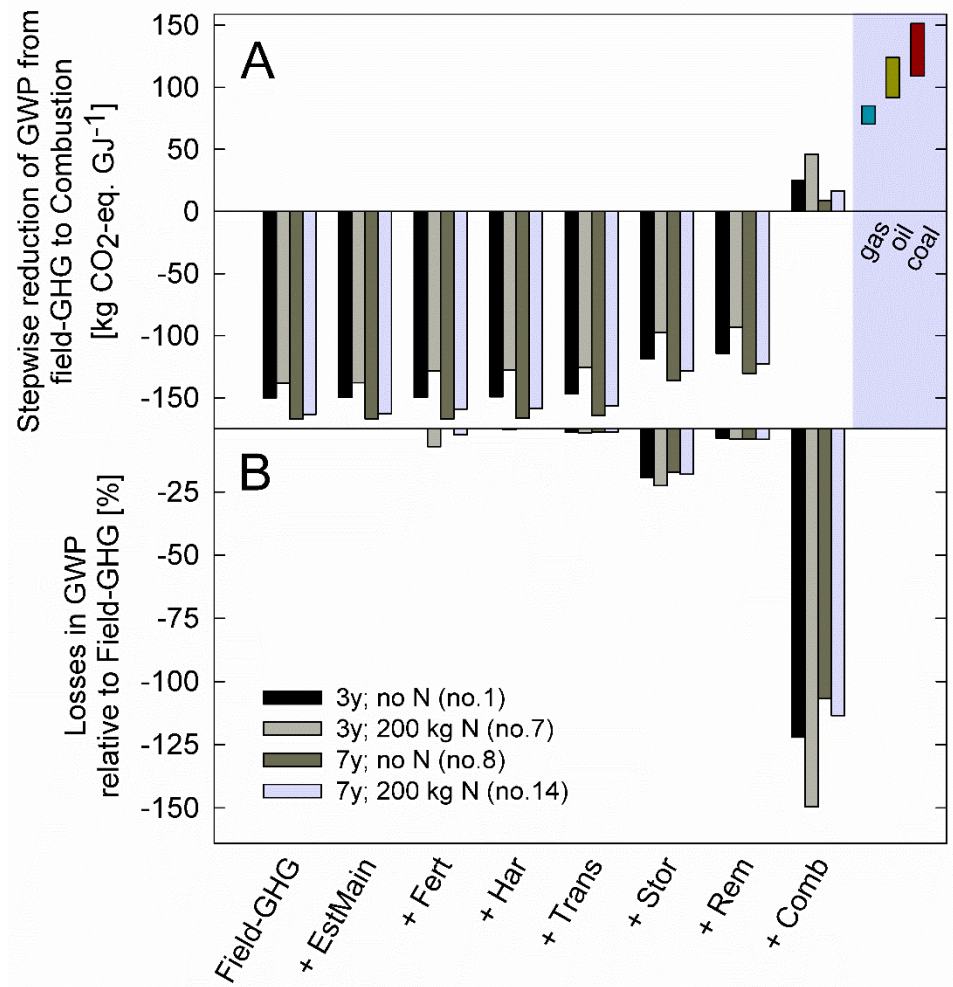 Stepwise reduction of GWP from
field-GHG to Combustion
[kg CO2-eq. GJ-1]
150
100
50
0
-50
-100
-150
A
gas
oil
coal
Losses in GWP
relative to Field-GHG [%]
-25
-50
-75
-100
-125
-150
B
3y; no N (no.1)
3y; 200 kg N (no.7)
7y; no N (no.8)
7y; 200 kg N (no.14)
Field-GHG
+ EstMain
+ Fert
+ Har
+ Trans
+ Stor
+ Rem
+ Comb